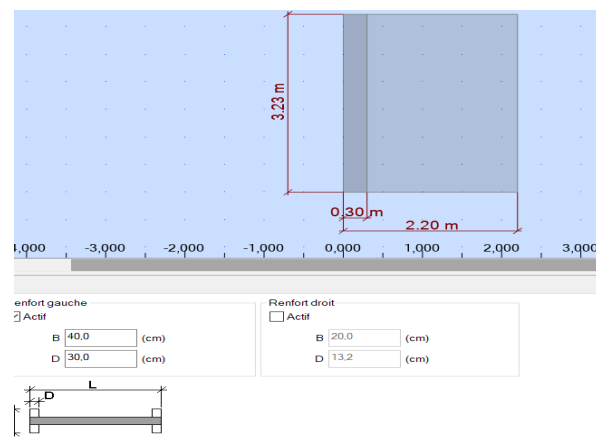 3.23 m
0.30 m
2.20 m
4,000 -3,000 -2,000 -1,000 0,000 1,000 2,000 3,000
enfort gauche Renfort droit
Actif Actif
B 40,0 (cm) B 20,0 (cm)
D 30,0 (cm) D 13,2 (cm)
L
D